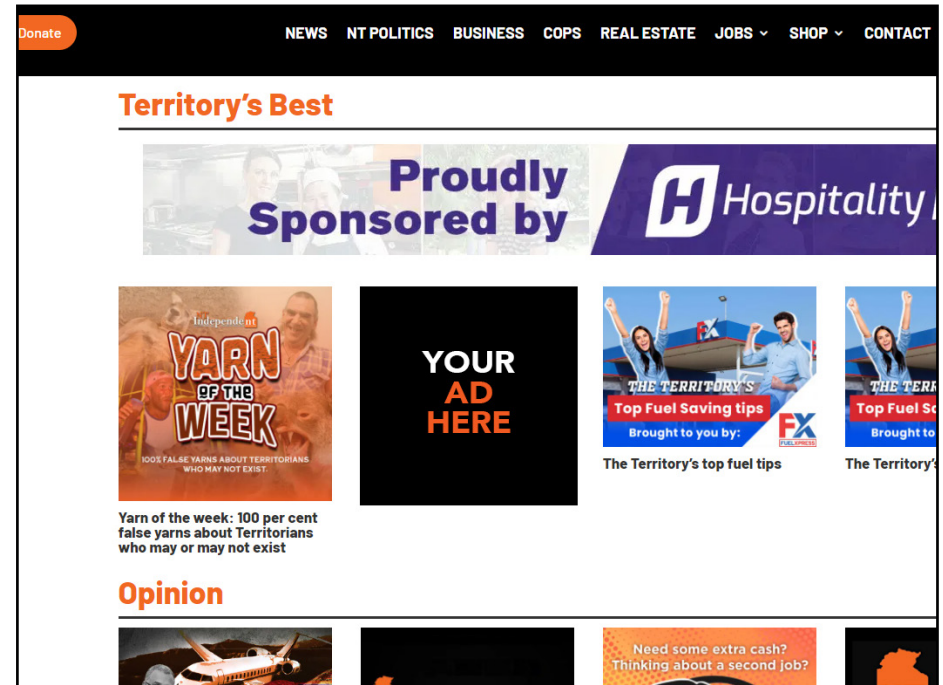 Donate
NEWS NT POLITICS BUSINESS COPS REAL ESTATE JOBS SHOP CONTACT
Territory's Best
Proudly
Sponsored by
H Hospitality
Independent
YARN
OF THE
WEEK
100% FALSE YARNS ABOUT TERRITORIANS
WHO MAY NOT EXIST.
Yarn of the week: 100 per cent
false yarns about Territorians
who may or may not exist
YOUR
AD
HERE
FX
THE TERRITORY'S
Top Fuel Saving tips
Brought to you by:
FX
FUELXPRESS
The Territory's top fuel tips
THE TERR
Top Fuel Sa
Brought to
The Territory's
Opinion
Need some extra cash?
Thinking about a second job?